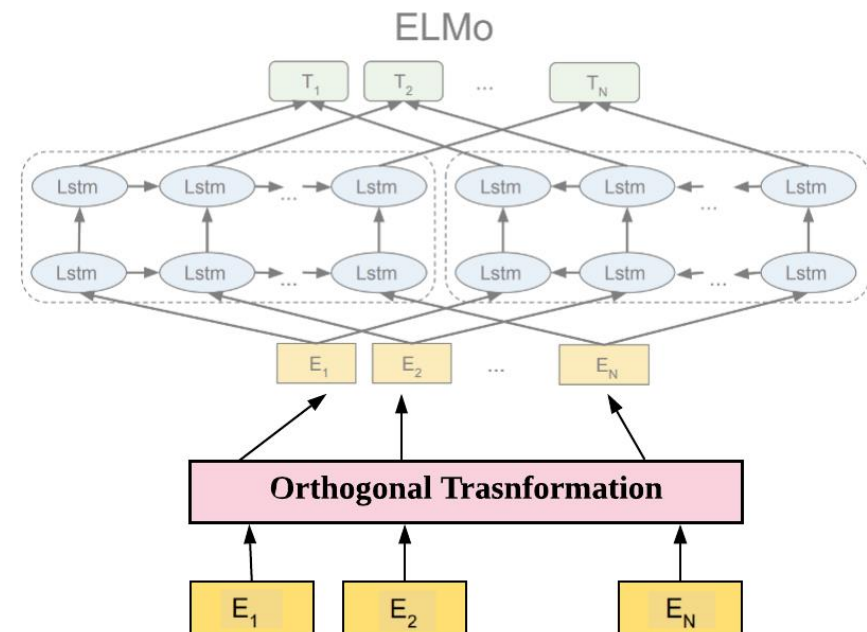 ELMo
T1 T2 ... TN
Lstm Lstm ... Lstm Lstm Lstm ... Lstm
Lstm Lstm ... Lstm Lstm Lstm ... Lstm
E1 E2 ... EN
Orthogonal Trasnformation
E1 E2 EN